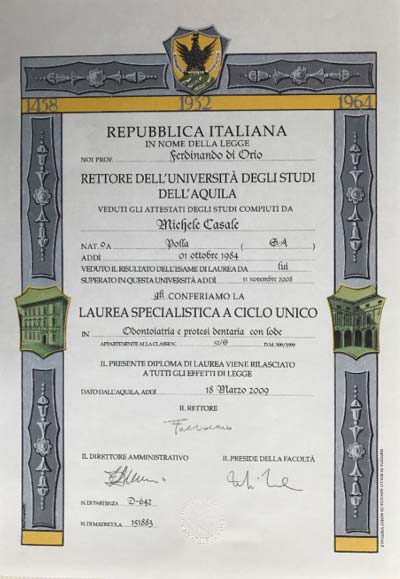 1458 1952 1964
REPUBBLICA ITALIANA
IN NOME DELLA LEGGE
NOI PROF. Ferdinando di Orio
RETTORE DELL'UNIVERSITÀ DEGLI STUDI
DELL'AQUILA
VEDUTI GLI ATTESTATI DEGLI STUDI COMPIUTI DA
Michele Casale
NAT O A Polla ( SA )
ADDÌ 01 ottobre 1984
VEDUTO IL RISULTATO DELL'ESAME DI LAUREA DA lui
SUPERATO IN QUESTA UNIVERSITÀ ADDÌ 11 novembre 2008
gli CONFERIAMO LA
LAUREA SPECIALISTICA A CICLO UNICO
IN Odontoiatria e protesi dentaria con lode
APPARTENENTE ALLA CLASSE N. 52/S D.M. 509/1999
IL PRESENTE DIPLOMA DI LAUREA VIENE RILASCIATO
A TUTTI GLI EFFETTI DI LEGGE
DATO DALL'AQUILA, ADDÌ 18 Marzo 2009
IL RETTORE
IL DIRETTORE AMMINISTRATIVO IL PRESIDE DELLA FACOLTÀ
N. DI PARTENZA D-642
N. DI MATRICOLA 151883